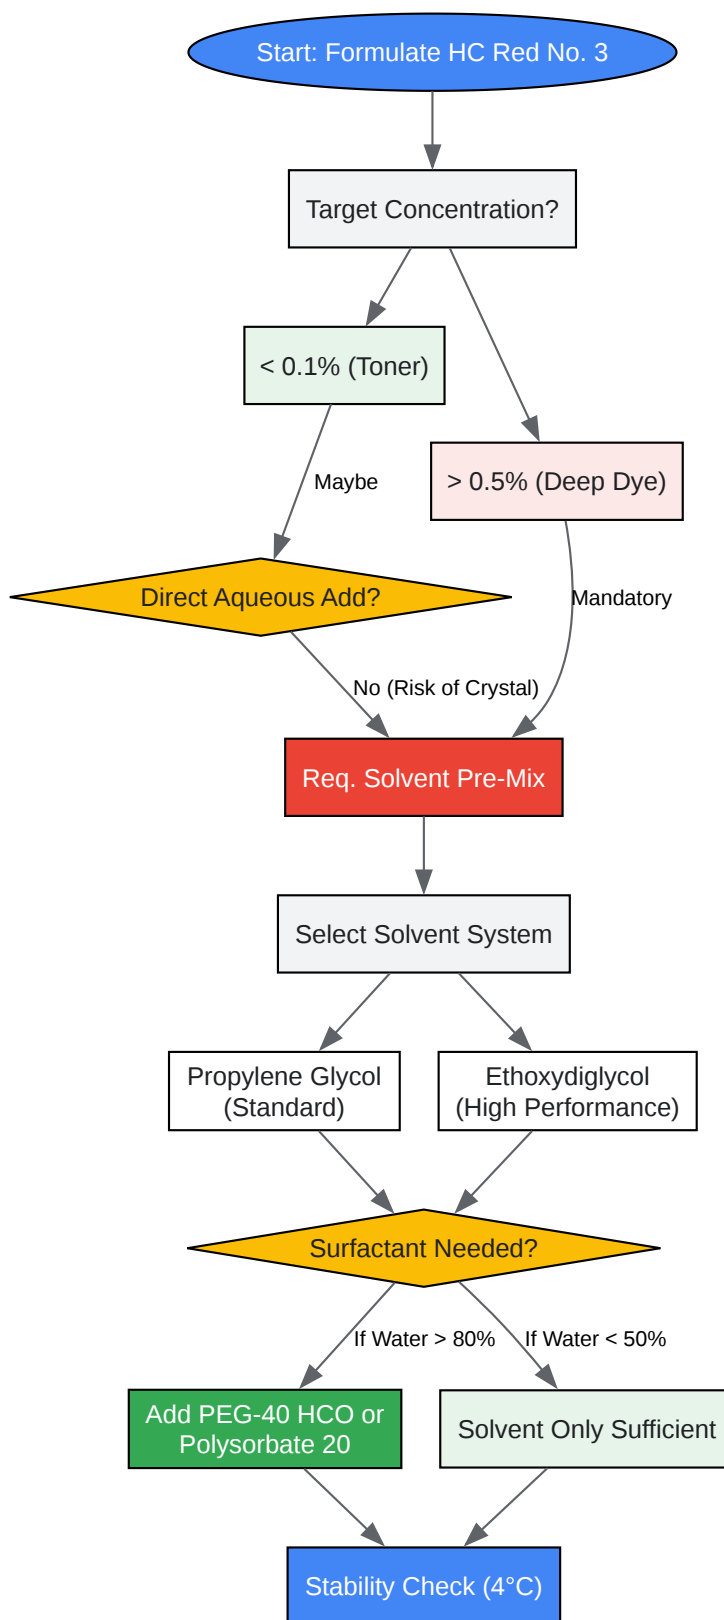 Start: Formulate HC Red No. 3
Target Concentration?
< 0.1% (Toner)
> 0.5% (Deep Dye)
Maybe
Direct Aqueous Add?
Mandatory
No (Risk of Crystal)
Req. Solvent Pre-Mix
Select Solvent System
Propylene Glycol
(Standard)
Ethoxydiglycol
(High Performance)
Surfactant Needed?
If Water > 80%
If Water < 50%
Add PEG-40 HCO or
Polysorbate 20
Solvent Only Sufficient
Stability Check (4°C)